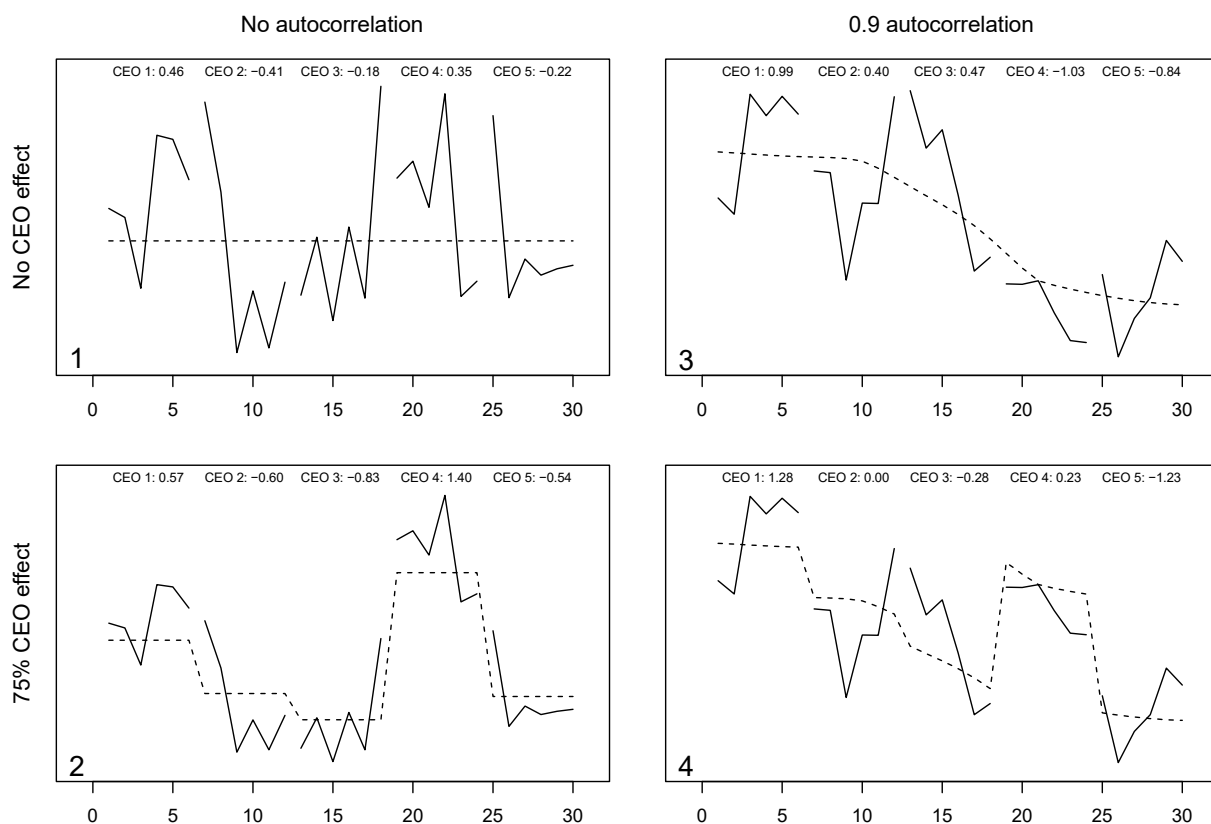 No autocorrelation
0.9 autocorrelation
No CEO effect
CEO 1: 0.46 CEO 2: −0.41 CEO 3: −0.18 CEO 4: 0.35 CEO 5: −0.22
1
0 5 10 15 20 25 30
CEO 1: 0.99 CEO 2: 0.40 CEO 3: 0.47 CEO 4: −1.03 CEO 5: −0.84
3
0 5 10 15 20 25 30
75% CEO effect
CEO 1: 0.57 CEO 2: −0.60 CEO 3: −0.83 CEO 4: 1.40 CEO 5: −0.54
2
0 5 10 15 20 25 30
CEO 1: 1.28 CEO 2: 0.00 CEO 3: −0.28 CEO 4: 0.23 CEO 5: −1.23
4
0 5 10 15 20 25 30